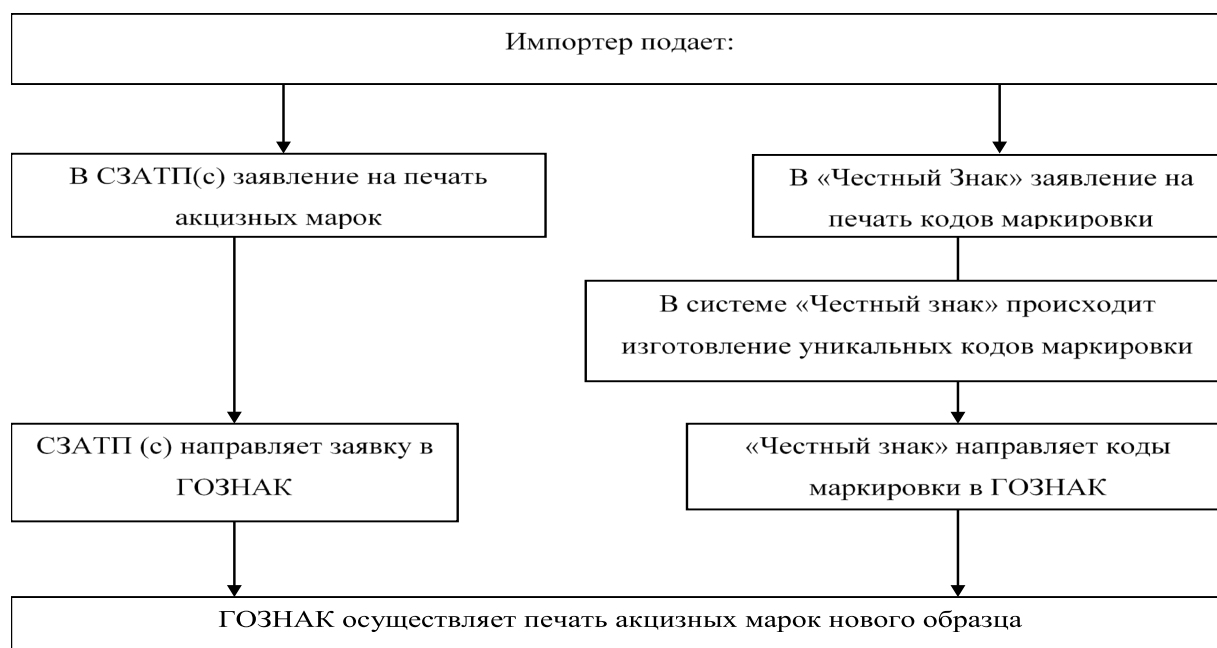 Импортер подает:
В СЗАТП(с) заявление на печать
акцизных марок
В «Честный Знак» заявление на
печать кодов маркировки
В системе «Честный знак» происходит
изготовление уникальных кодов маркировки
СЗАТП (с) направляет заявку в
ГОЗНАК
«Честный знак» направляет коды
маркировки в ГОЗНАК
ГОЗНАК осуществляет печать акцизных марок нового образца